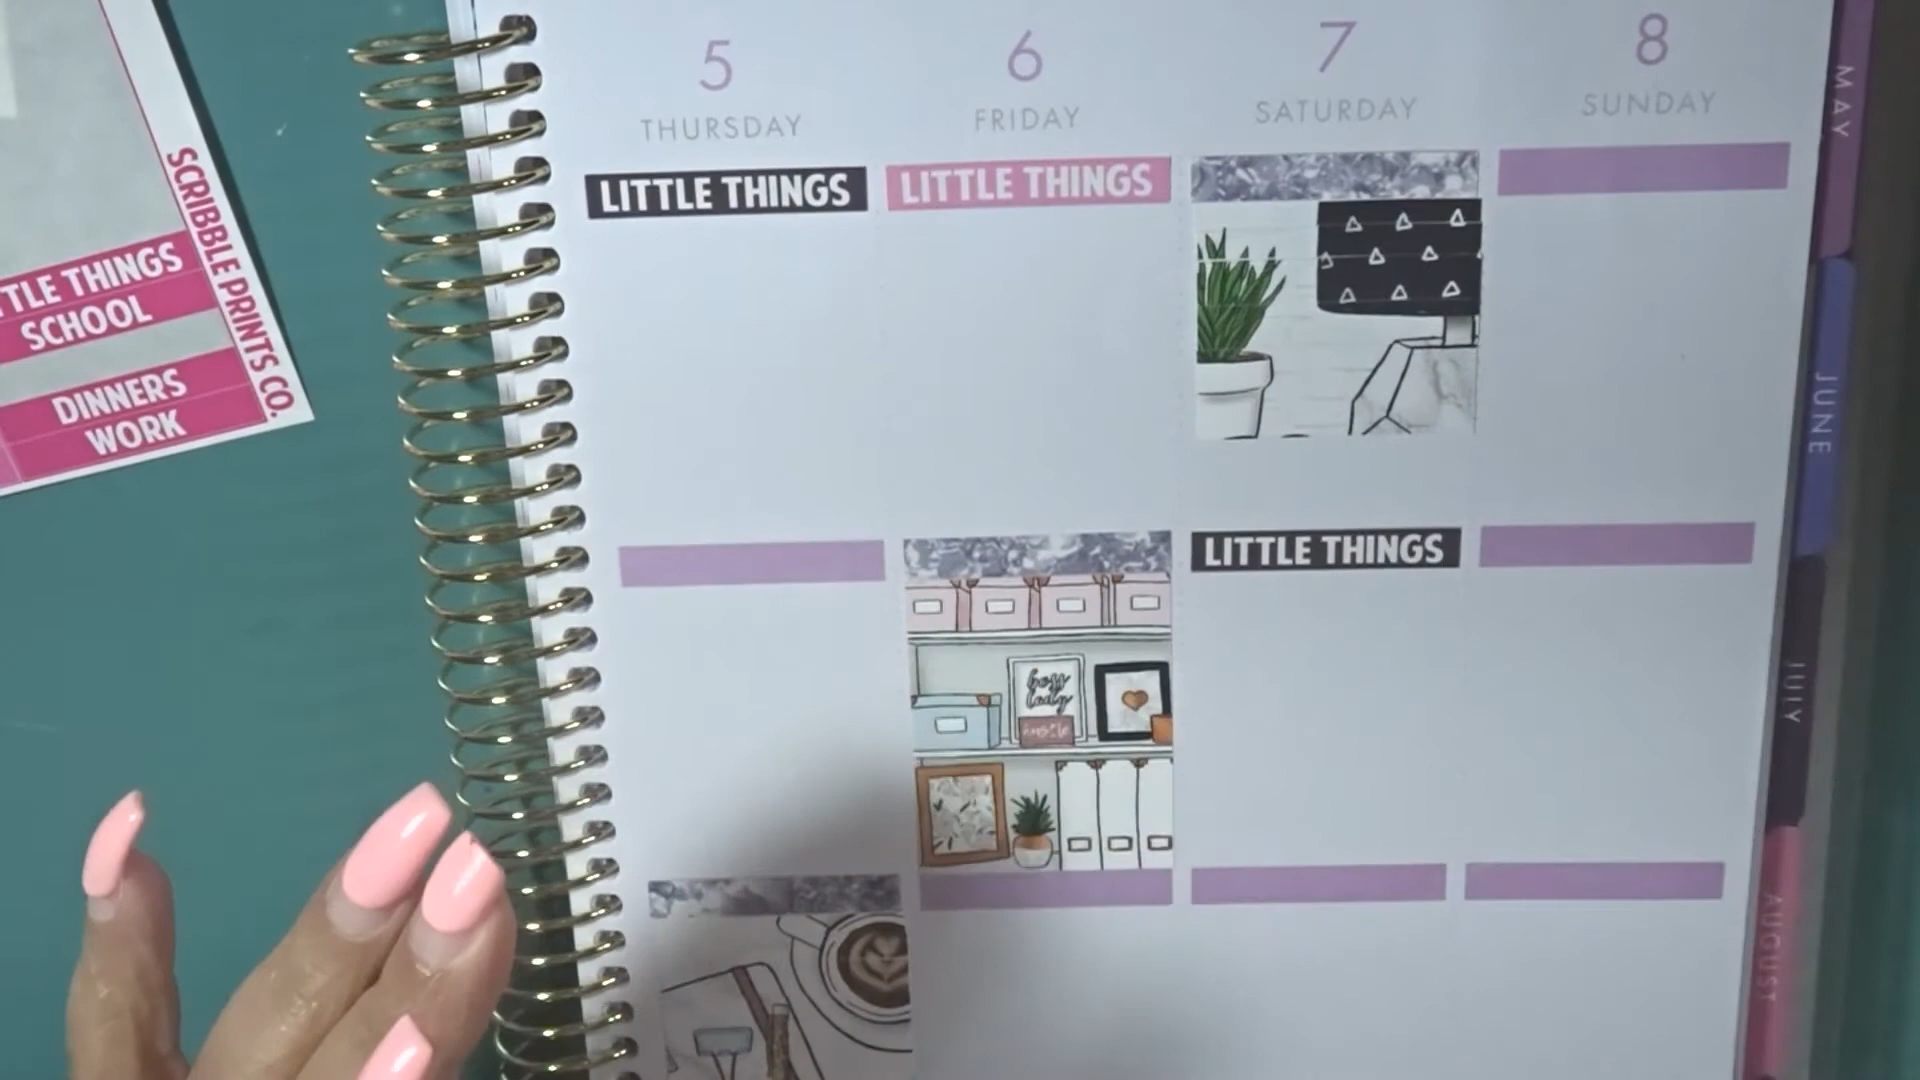 5
THURSDAY
6
FRIDAY
7
SATURDAY
8
SUNDAY
LITTLE THINGS
LITTLE THINGS
LITTLE THINGS
boss
lady
TTLE THINGS
SCHOOL
DINNERS
WORK
SCRIBBLE PRINTS CO.
MAY
JUNE
JULY
AUGUST